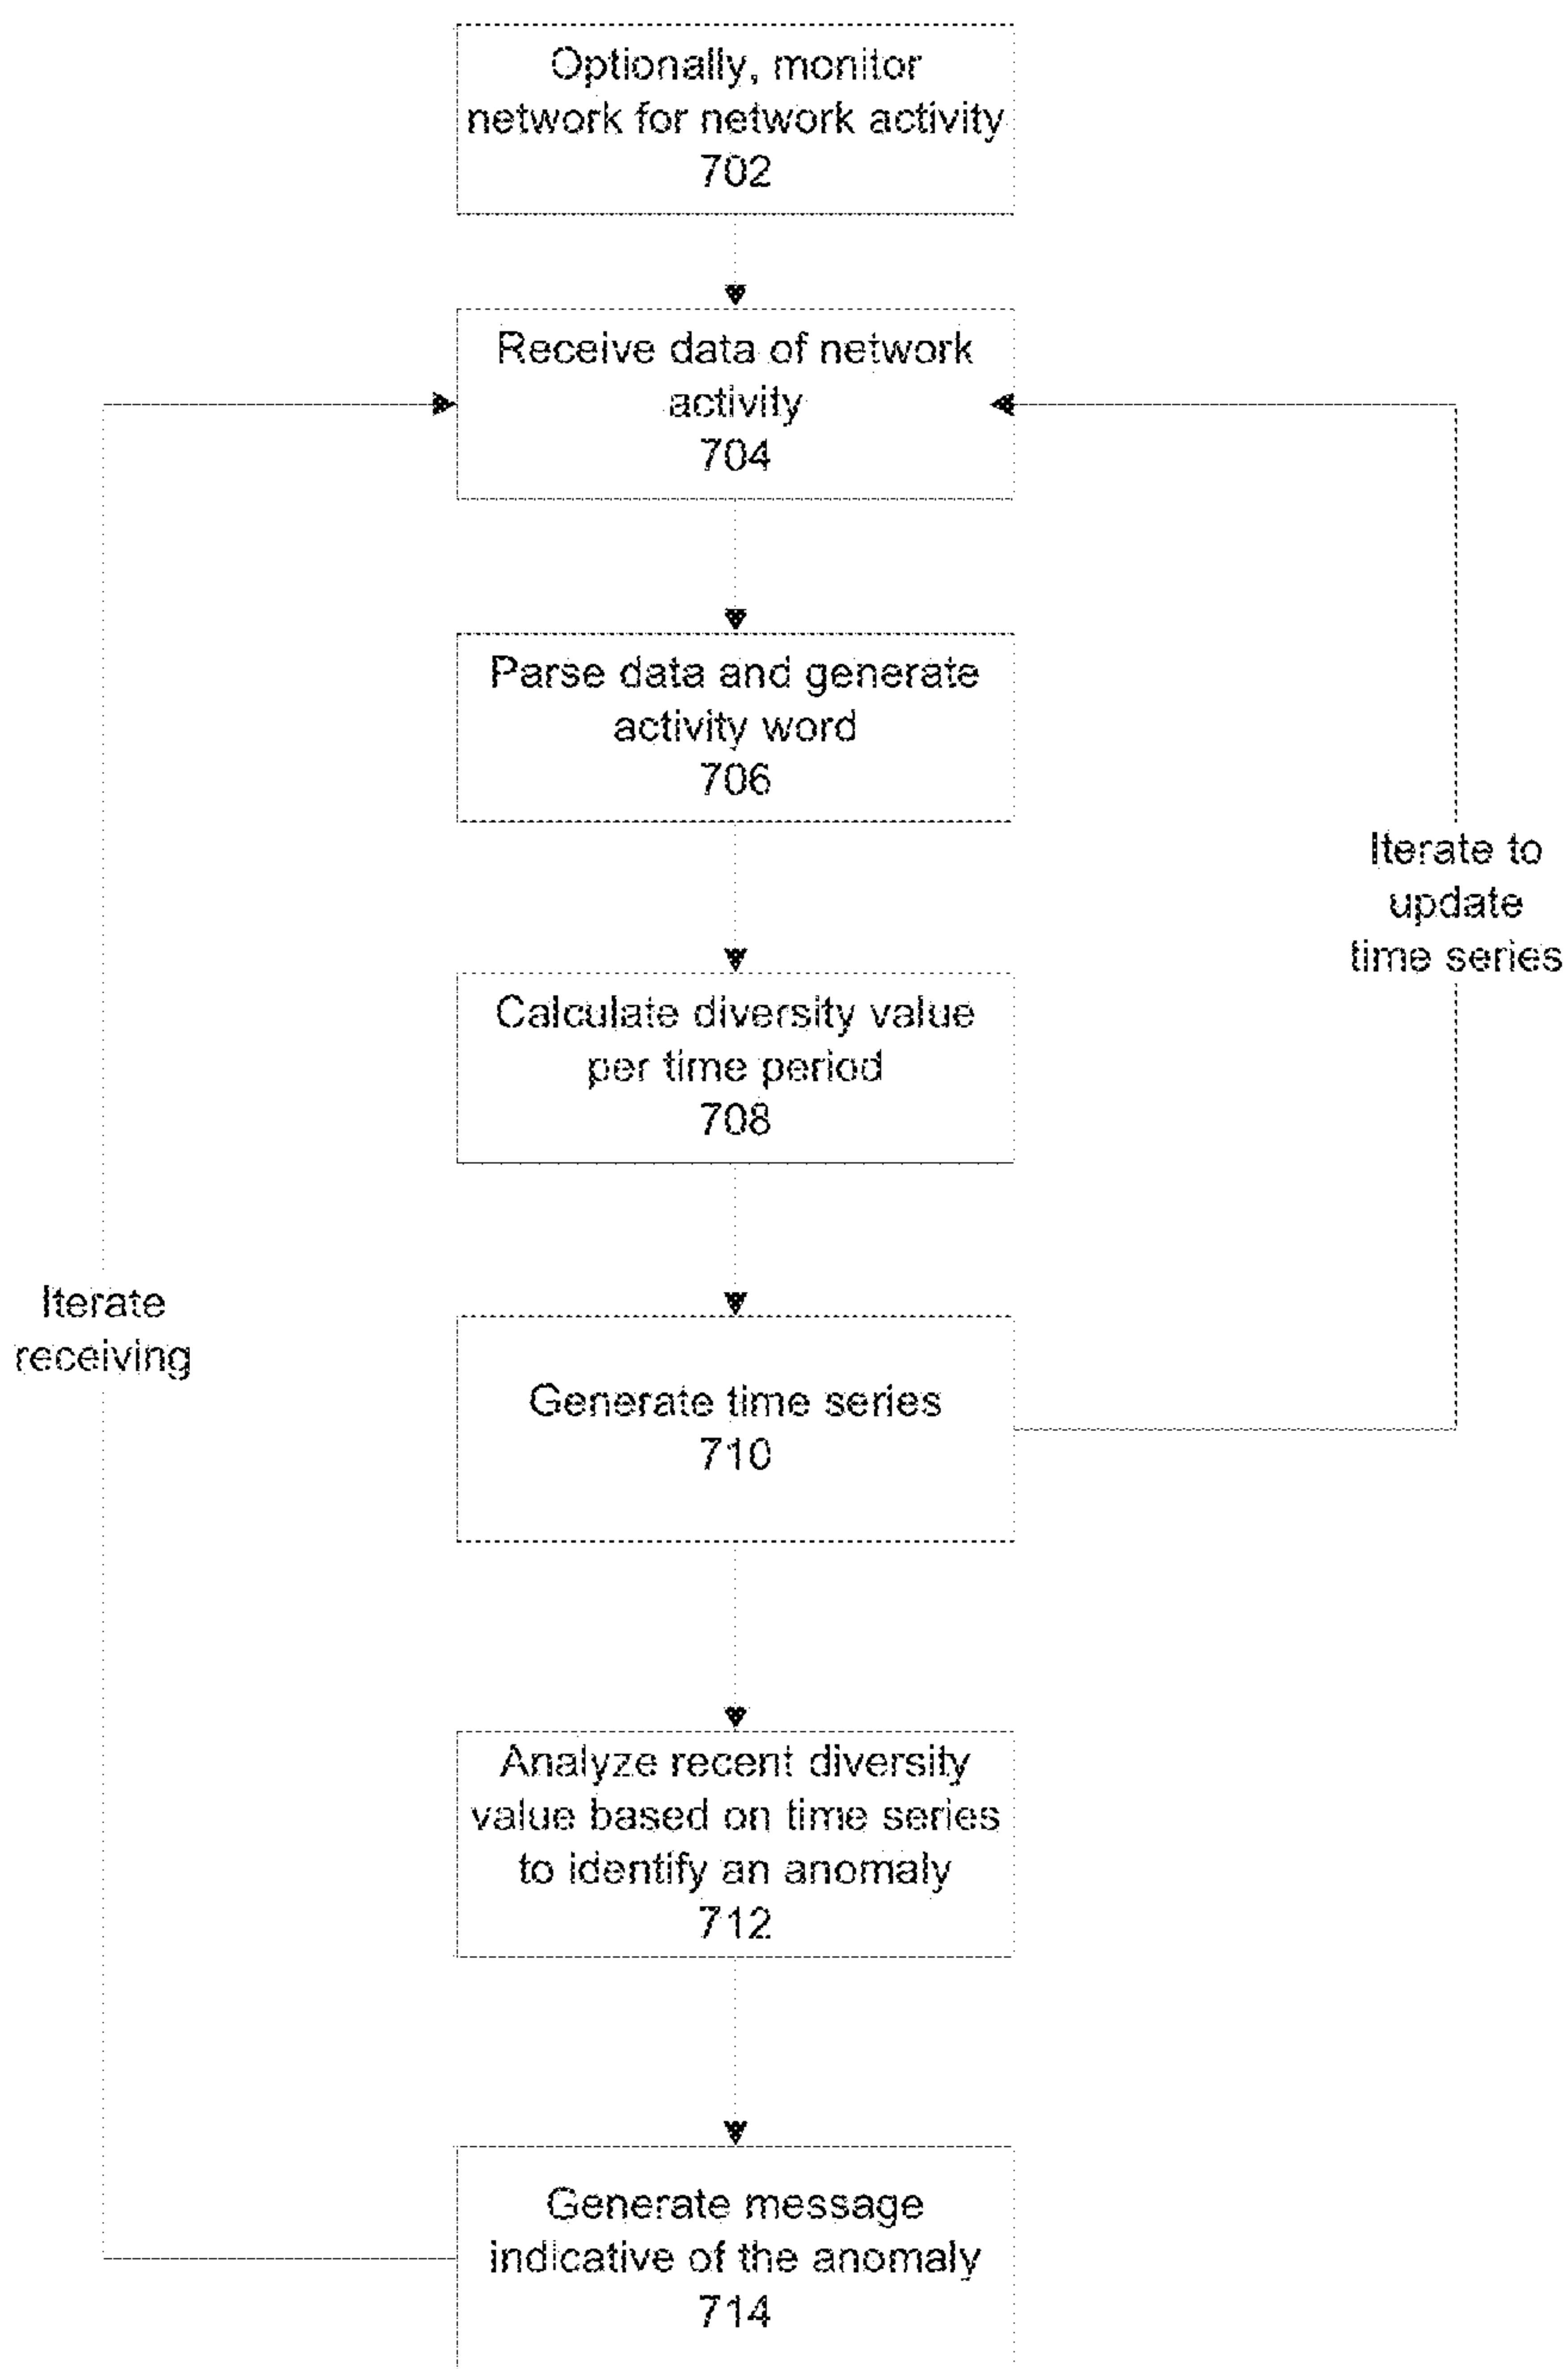 Optionally, monitor
network for network activity
702
Receive data of network
activity
704
Parse data and generate
activity word
706
Iterate to
update
time series
Calculate diversity value
per time period
708
Iterate
receiving
Generate time series
710
Analyze recent diversity
value based on time series
to identify an anomaly
712
Generate message
indicative of the anomaly
714